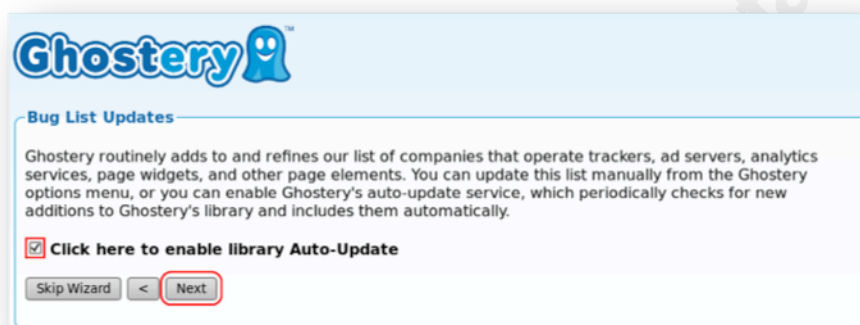 Ghostery™
Bug List Updates
Ghostery routinely adds to and refines our list of companies that operate trackers, ad servers, analytics
services, page widgets, and other page elements. You can update this list manually from the Ghostery
options menu, or you can enable Ghostery's auto-update service, which periodically checks for new
additions to Ghostery's library and includes them automatically.
Click here to enable library Auto-Update
Skip Wizard < Next